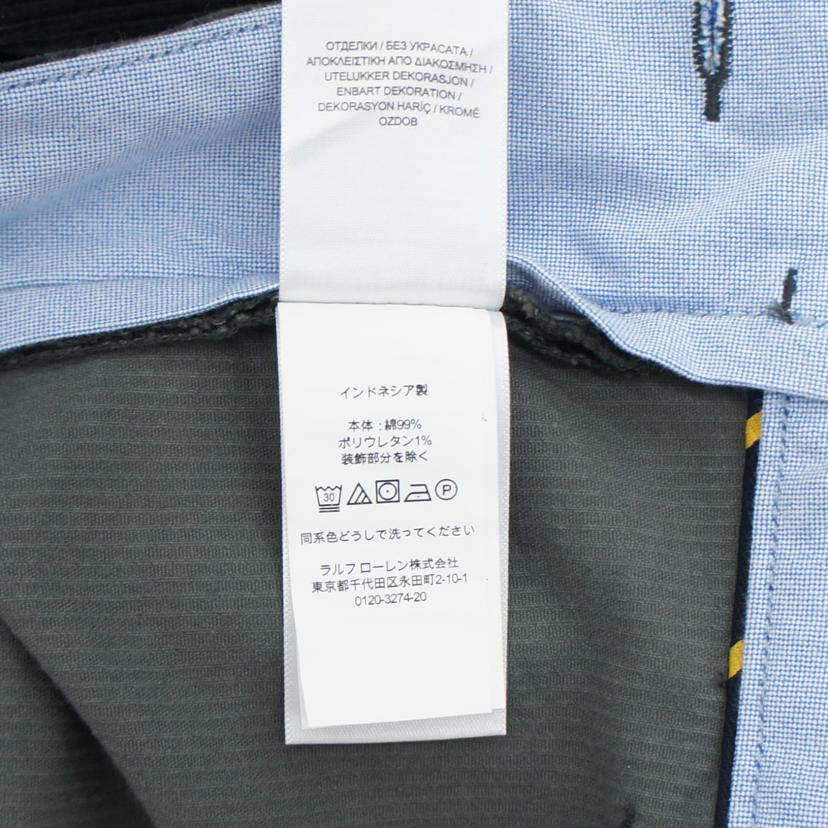 ОТДЕЛКИ / БЕЗ УКРАСАТА /
ΑΠΟΚΛΕΙΣΤΙΚΗ ΑΠΟ ΔΙΑΚΟΣΜΗΣΗ /
UTELUKKER DEKORASJON /
ENBART DEKORATION /
DEKORASYON HARİÇ / KROMĚ
OZDOB
インドネシア製
本体 : 綿99%
ポリウレタン1%
装飾部分を除く
30 P
同系色どうしで洗ってください
ラルフ ローレン株式会社
東京都千代田区永田町2-10-1
0120-3274-20